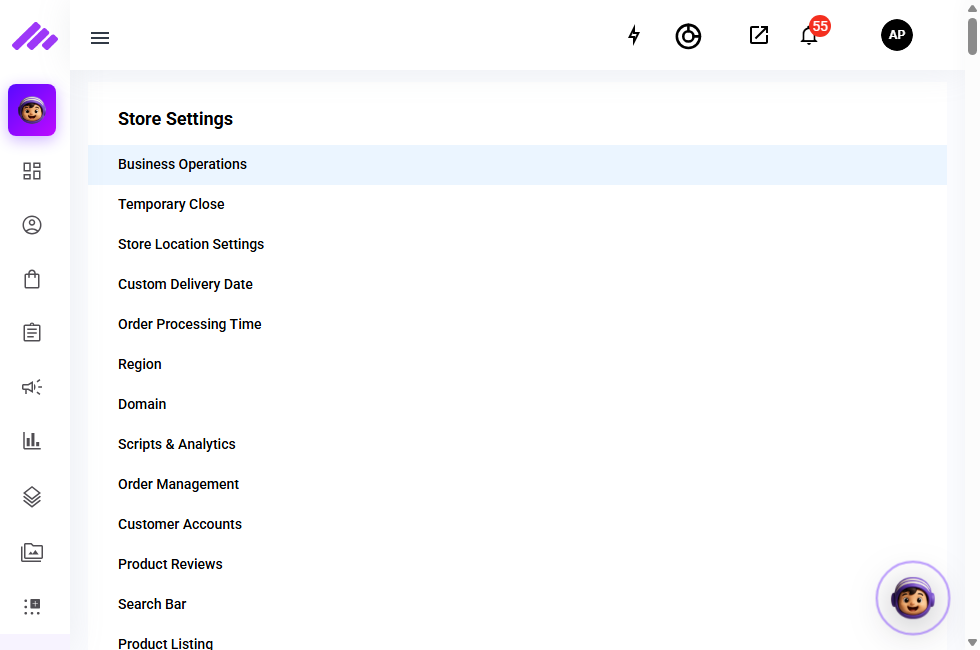 55
AP
Store Settings
Business Operations
Temporary Close
Store Location Settings
Custom Delivery Date
Order Processing Time
Region
Domain
Scripts & Analytics
Order Management
Customer Accounts
Product Reviews
Search Bar
Product Listing